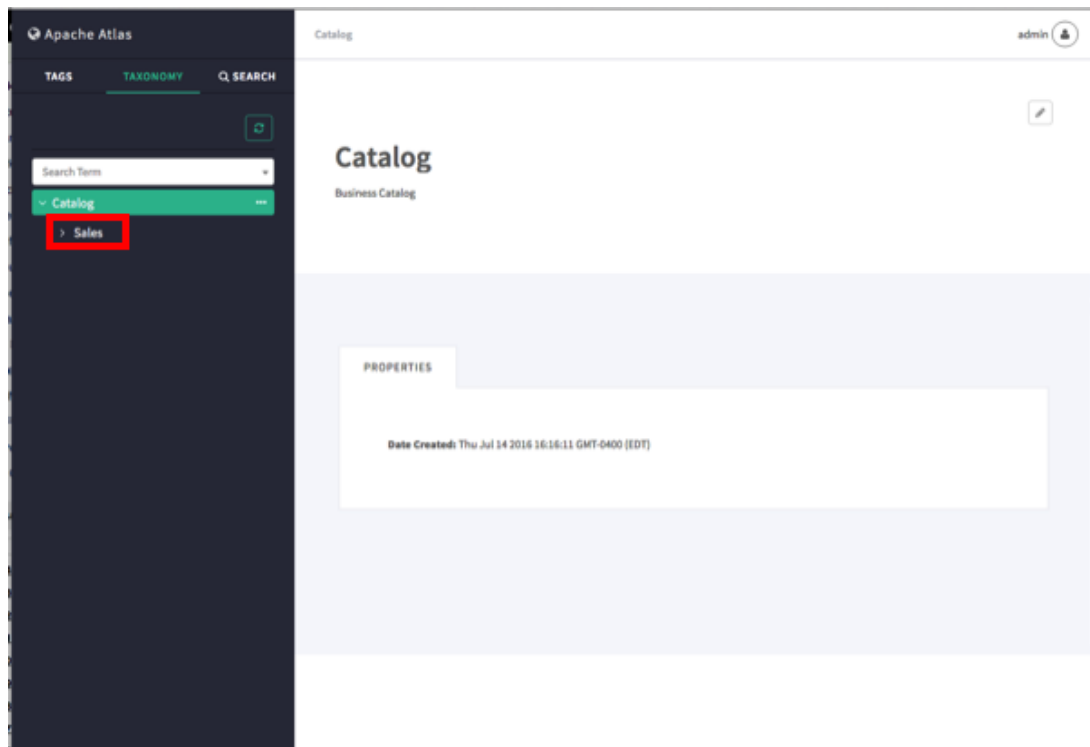 Apache Atlas
Catalog
admin
TAGS TAXONOMY SEARCH
Search Term
Catalog
Sales
Catalog
Business Catalog
PROPERTIES
Date Created: Thu Jul 14 2016 16:16:11 GMT-0400 (EDT)